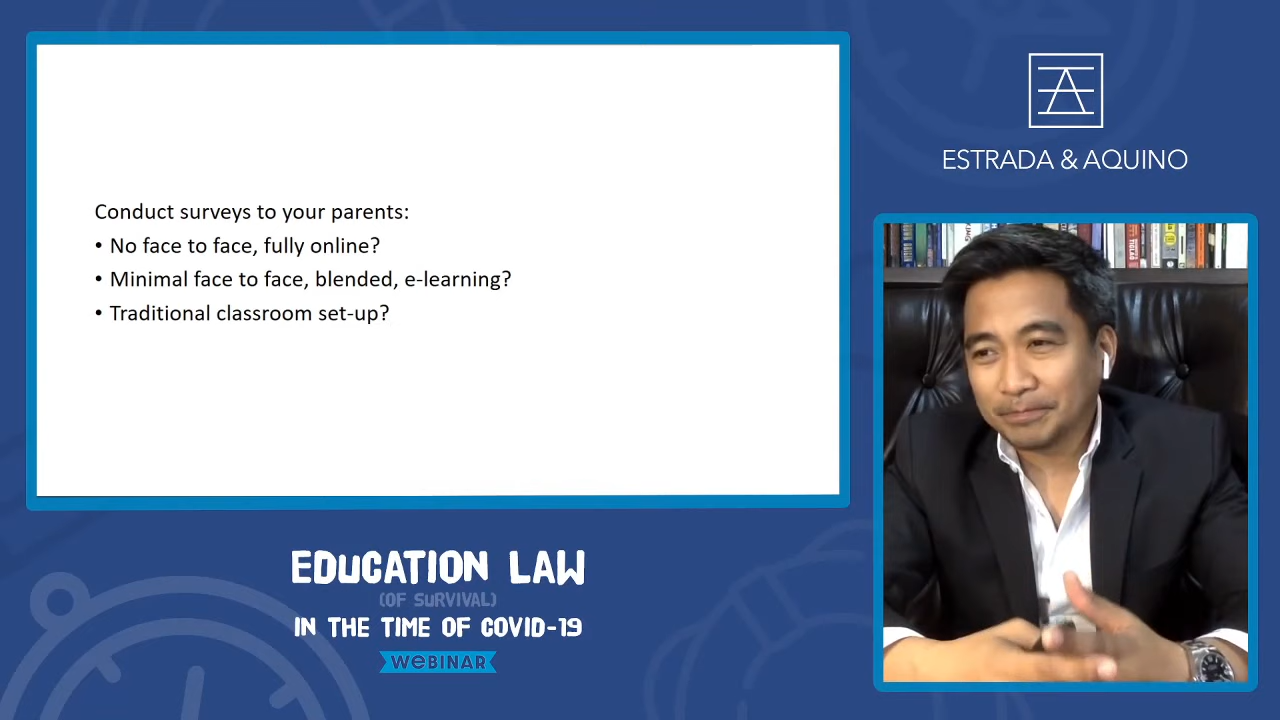 Conduct surveys to your parents:
• No face to face, fully online?
• Minimal face to face, blended, e-learning?
• Traditional classroom set-up?
ESTRADA & AQUINO
EDUCATION LAW
(OF SURVIVAL)
IN THE TIME OF COVID-19
WEBINAR